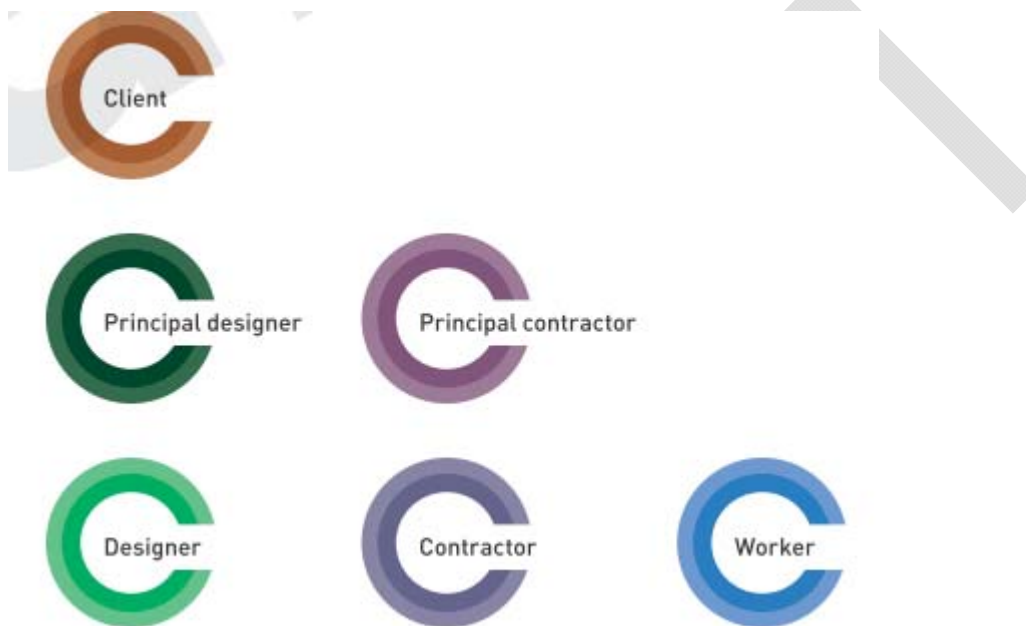 Client
Principal designer
Principal contractor
Designer
Contractor
Worker